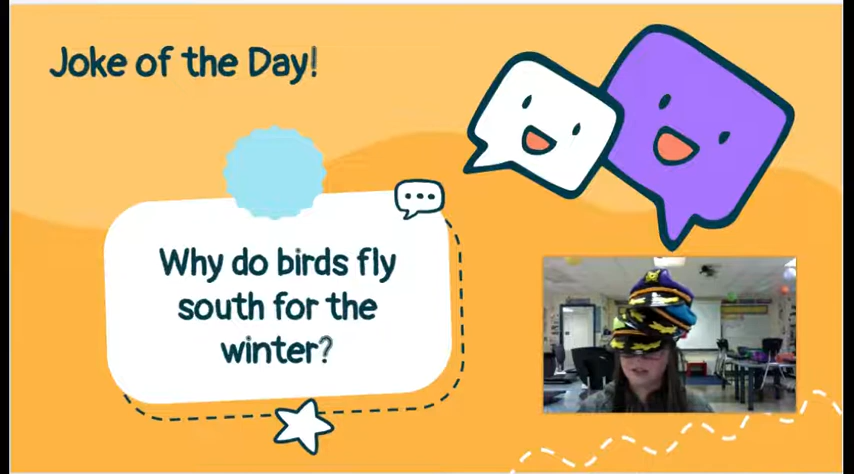 Joke of the Day!
Why do birds fly
south for the
winter?